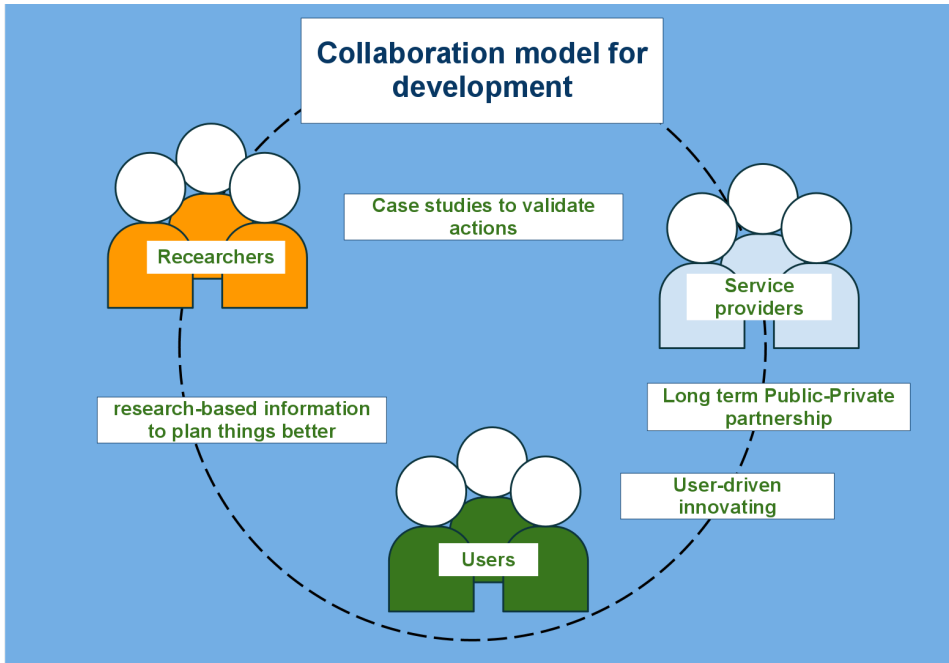 Collaboration model for
development
Case studies to validate
actions
Recearchers
Service
providers
research-based information
to plan things better
Long term Public-Private
partnership
User-driven
innovating
Users